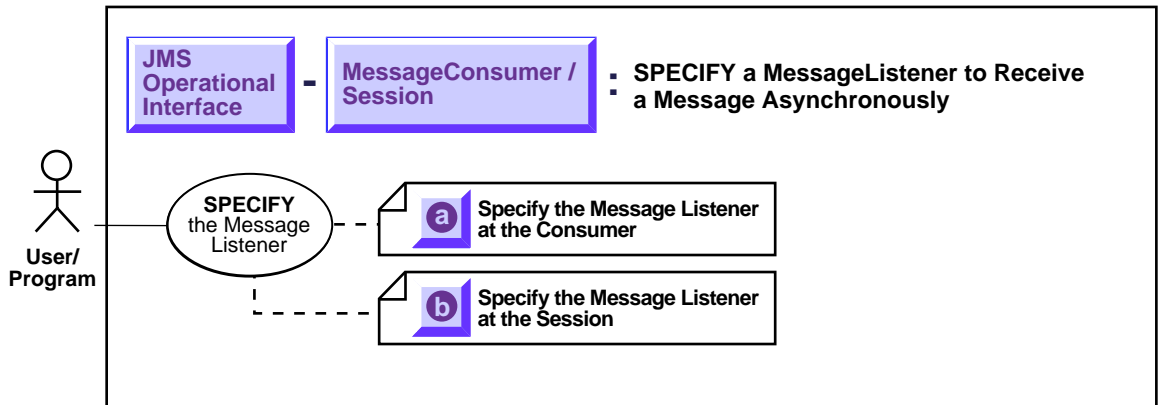 JMS
Operational
Interface
-
MessageConsumer /
Session
:
SPECIFY a MessageListener to Receive
a Message Asynchronously
User/
Program
SPECIFY
the Message
Listener
a
Specify the Message Listener
at the Consumer
b
Specify the Message Listener
at the Session